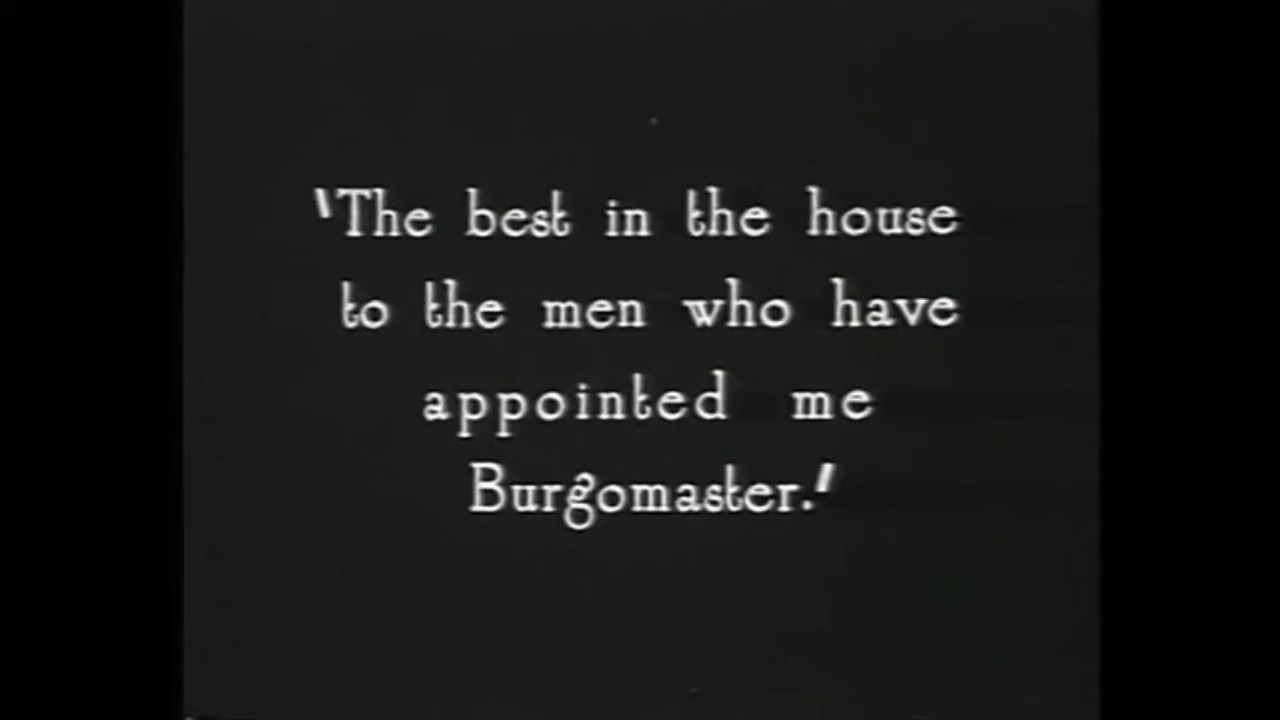 'The best in the house
to the men who have
appointed me
Burgomaster.'